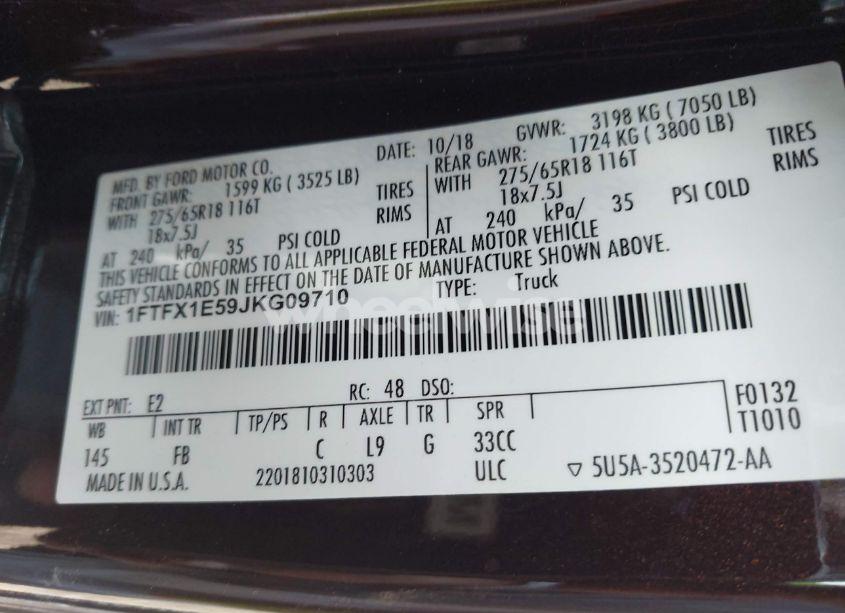 MFD. BY FORD MOTOR CO.
DATE: 10/18 GVWR: 3198 KG ( 7050 LB)
FRONT GAWR: 1599 KG ( 3525 LB)
REAR GAWR: 1724 KG ( 3800 LB)
WITH 275/65R18 116T TIRES
WITH 275/65R18 116T TIRES
18x7.5J RIMS
18x7.5J RIMS
AT 240 kPa/ 35 PSI COLD
AT 240 kPa/ 35 PSI COLD
THIS VEHICLE CONFORMS TO ALL APPLICABLE FEDERAL MOTOR VEHICLE
SAFETY STANDARDS IN EFFECT ON THE DATE OF MANUFACTURE SHOWN ABOVE.
VIN: 1FTFX1E59JKG09710 TYPE: Truck
wheelwise
EXT PNT: E2 RC: 48 DSO:
WB INT TR TP/PS R AXLE TR SPR F0132
T1010
145 FB C L9 G 33CC
MADE IN U.S.A. 2201810310303 ULC ▽ 5U5A-3520472-AA